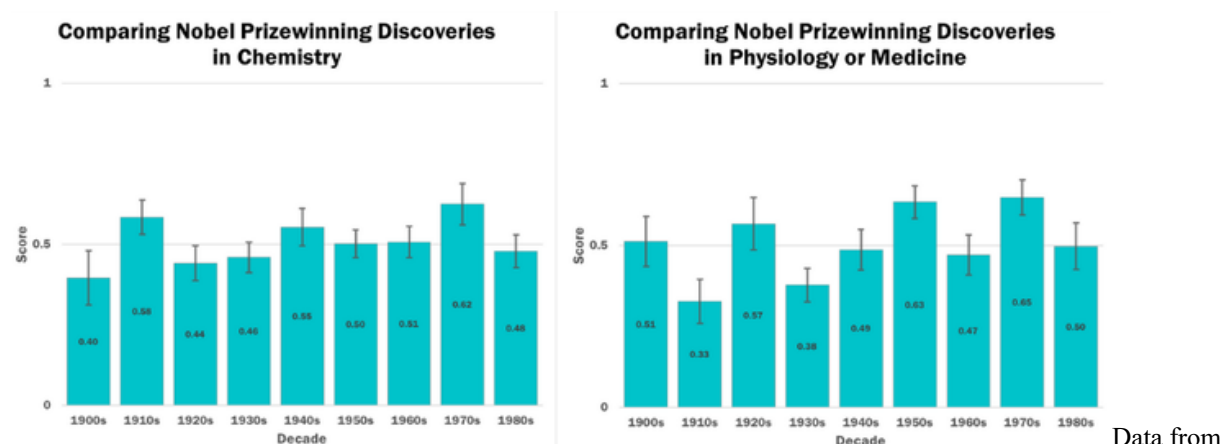 Comparing Nobel Prizewinning Discoveries
in Chemistry
1
0.5
0
Score
0.40
0.58
0.44
0.46
0.55
0.50
0.51
0.62
0.48
1900s 1910s 1920s 1930s 1940s 1950s 1960s 1970s 1980s
Decade
Comparing Nobel Prizewinning Discoveries
in Physiology or Medicine
1
0.5
0
Score
0.51
0.33
0.57
0.38
0.49
0.63
0.47
0.65
0.50
1900s 1910s 1920s 1930s 1940s 1950s 1960s 1970s 1980s
Decade
Data from